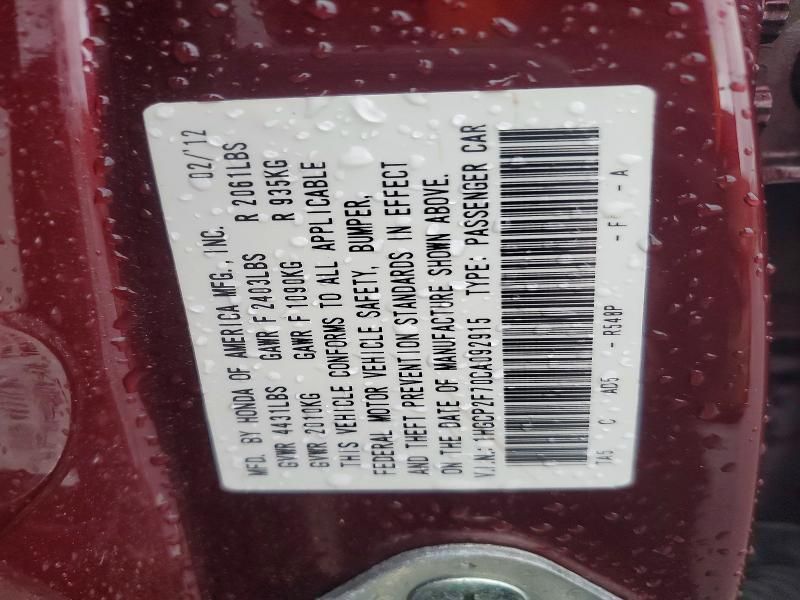 MFD. BY HONDA OF AMERICA MFG., INC. 02/'12
GVWR 4431LBS GAWR F 2403LBS R 2061LBS
GVWR 2010KG GAWR F 1090KG R 935KG
THIS VEHICLE CONFORMS TO ALL APPLICABLE
FEDERAL MOTOR VEHICLE SAFETY, BUMPER,
AND THEFT PREVENTION STANDARDS IN EFFECT
ON THE DATE OF MANUFACTURE SHOWN ABOVE.
V.I.N.: 1HGCP2F70CA092915 TYPE: PASSENGER CAR
TA5 C AD5 - R548P - F - A